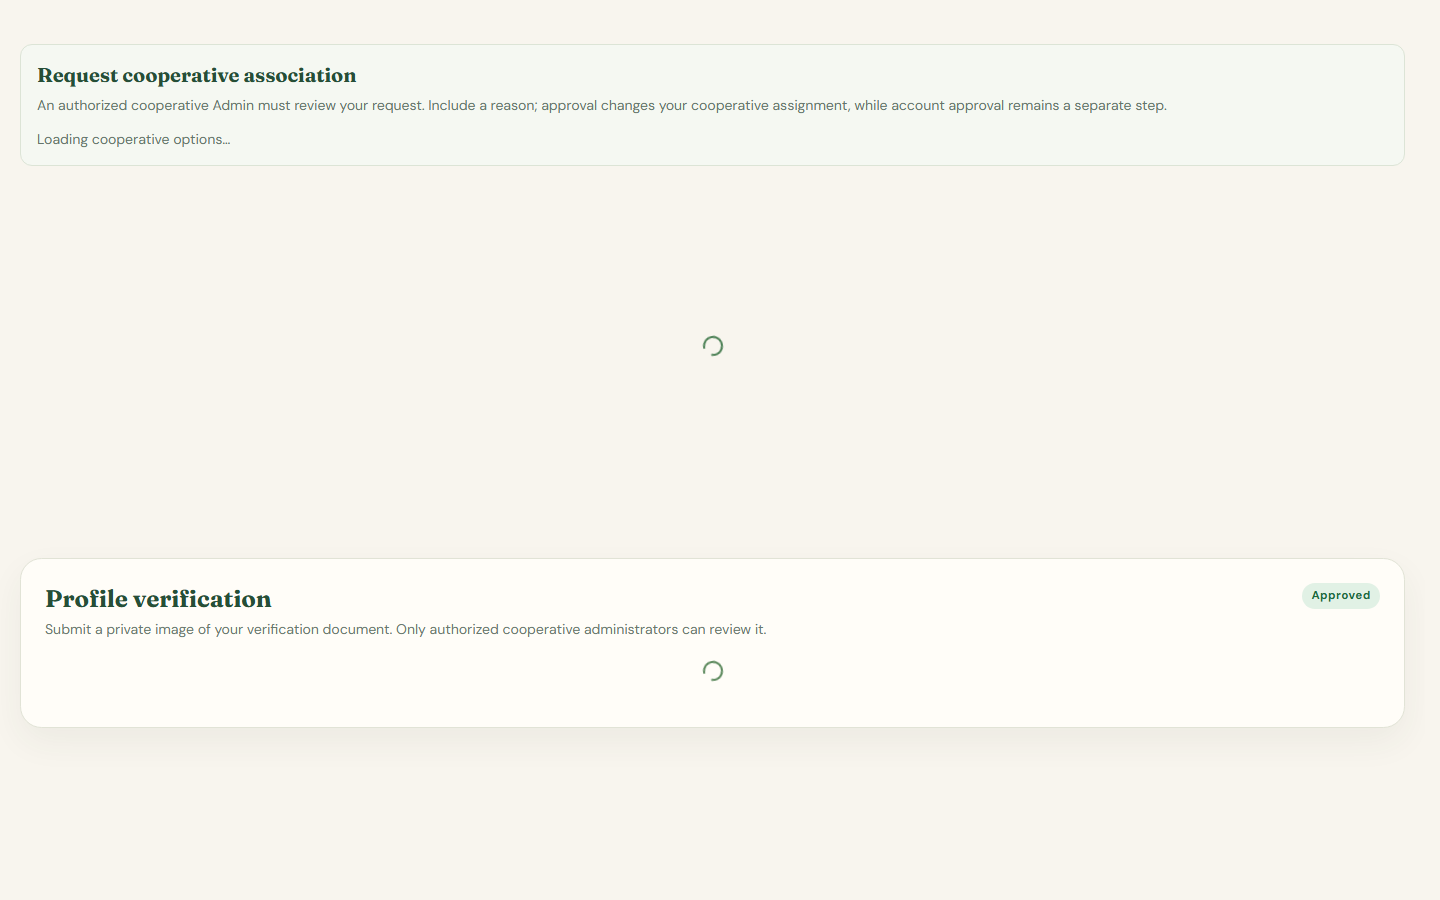 Request cooperative association
An authorized cooperative Admin must review your request. Include a reason; approval changes your cooperative assignment, while account approval remains a separate step.
Loading cooperative options…
Profile verification
Approved
Submit a private image of your verification document. Only authorized cooperative administrators can review it.